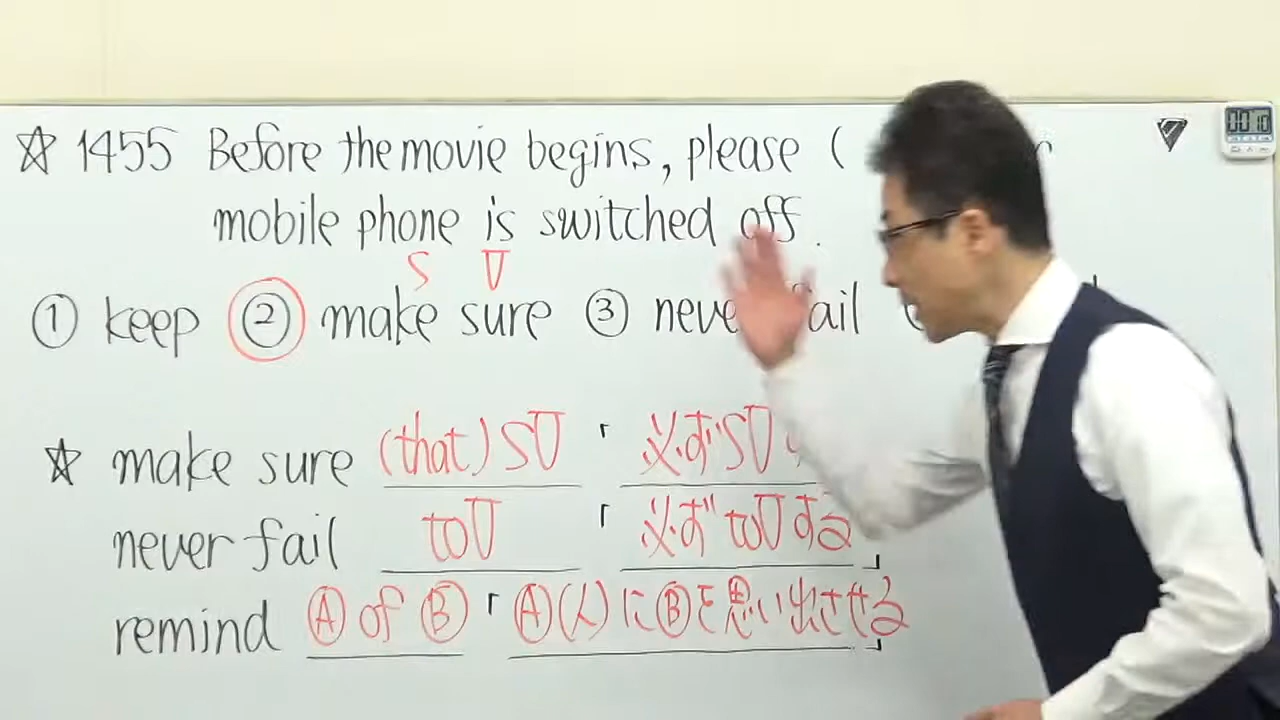 ☆ 1455 Before the movie begins, please (
mobile phone is switched off.
S V
① keep ② make sure ③ never fail
☆ make sure (that) SV 「必ずSV
never fail toV 「必ず toV する」
remind Ⓐ of Ⓑ 「Ⓐ(人)にⒷを思い出させる」